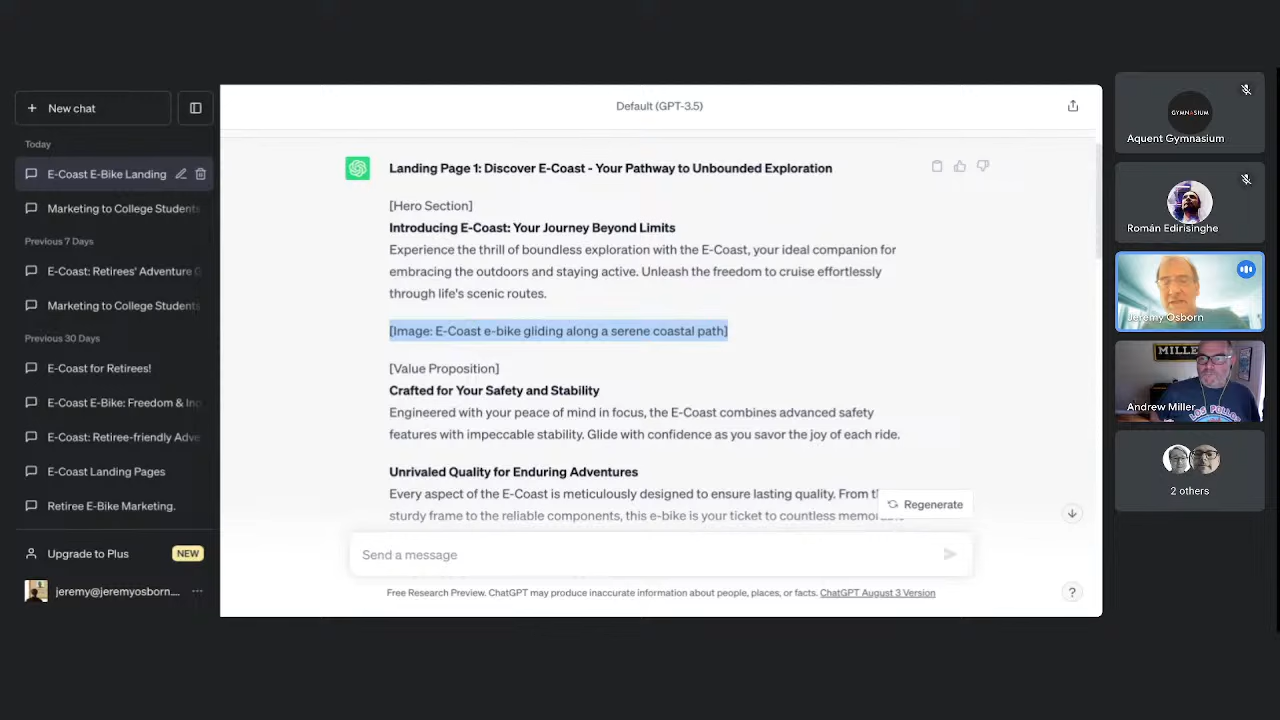 New chat
Today
E-Coast E-Bike Landing
Marketing to College Students
Previous 7 Days
E-Coast: Retirees' Adventure G
Marketing to College Students
Previous 30 Days
E-Coast for Retirees!
E-Coast E-Bike: Freedom & Inc
E-Coast: Retiree-friendly Adve
E-Coast Landing Pages
Retiree E-Bike Marketing.
Upgrade to Plus NEW
jeremy@jeremyosborn....
Default (GPT-3.5)
Landing Page 1: Discover E-Coast - Your Pathway to Unbounded Exploration
[Hero Section]
Introducing E-Coast: Your Journey Beyond Limits
Experience the thrill of boundless exploration with the E-Coast, your ideal companion for
embracing the outdoors and staying active. Unleash the freedom to cruise effortlessly
through life's scenic routes.
[Image: E-Coast e-bike gliding along a serene coastal path]
[Value Proposition]
Crafted for Your Safety and Stability
Engineered with your peace of mind in focus, the E-Coast combines advanced safety
features with impeccable stability. Glide with confidence as you savor the joy of each ride.
Unrivaled Quality for Enduring Adventures
Every aspect of the E-Coast is meticulously designed to ensure lasting quality. From
sturdy frame to the reliable components, this e-bike is your ticket to countless
Regenerate
Send a message
Free Research Preview. ChatGPT may produce inaccurate information about people, places, or facts. ChatGPT August 3 Version
?
GYMNASIUM
Aquent Gymnasium
Román Edirisinghe
Jeremy Osborn
MILLE
Andrew Miller
2 others